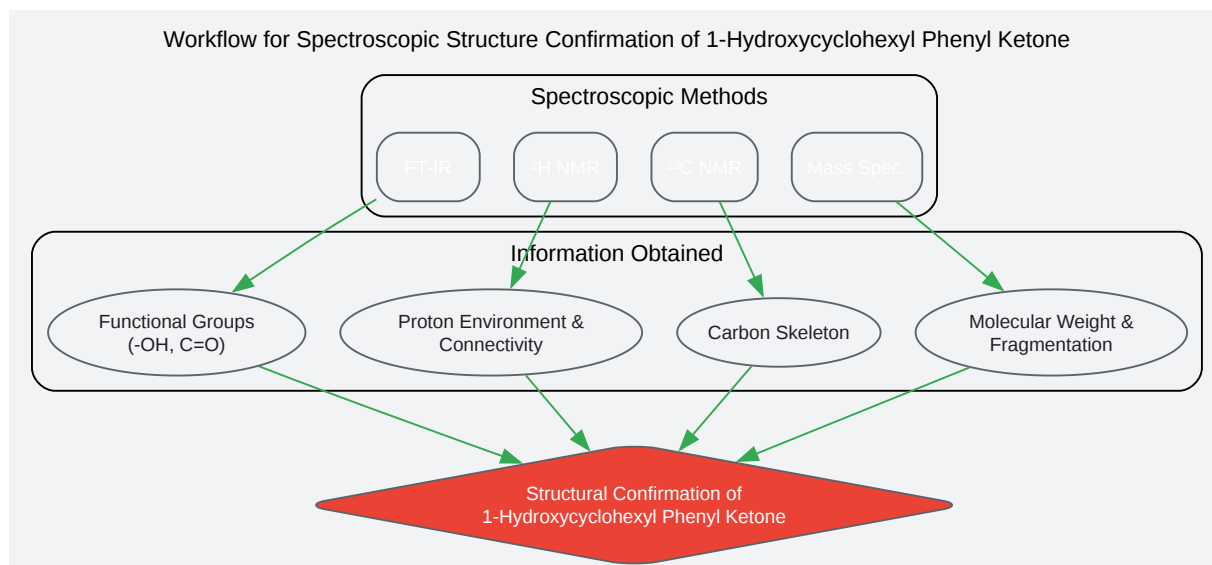 Workflow for Spectroscopic Structure Confirmation of 1-Hydroxycyclohexyl Phenyl Ketone
Spectroscopic Methods
FT-IR
¹H NMR
¹³C NMR
Mass Spec.
Information Obtained
Functional Groups
(-OH, C=O)
Proton Environment &
Connectivity
Carbon Skeleton
Molecular Weight &
Fragmentation
Structural Confirmation of
1-Hydroxycyclohexyl Phenyl Ketone